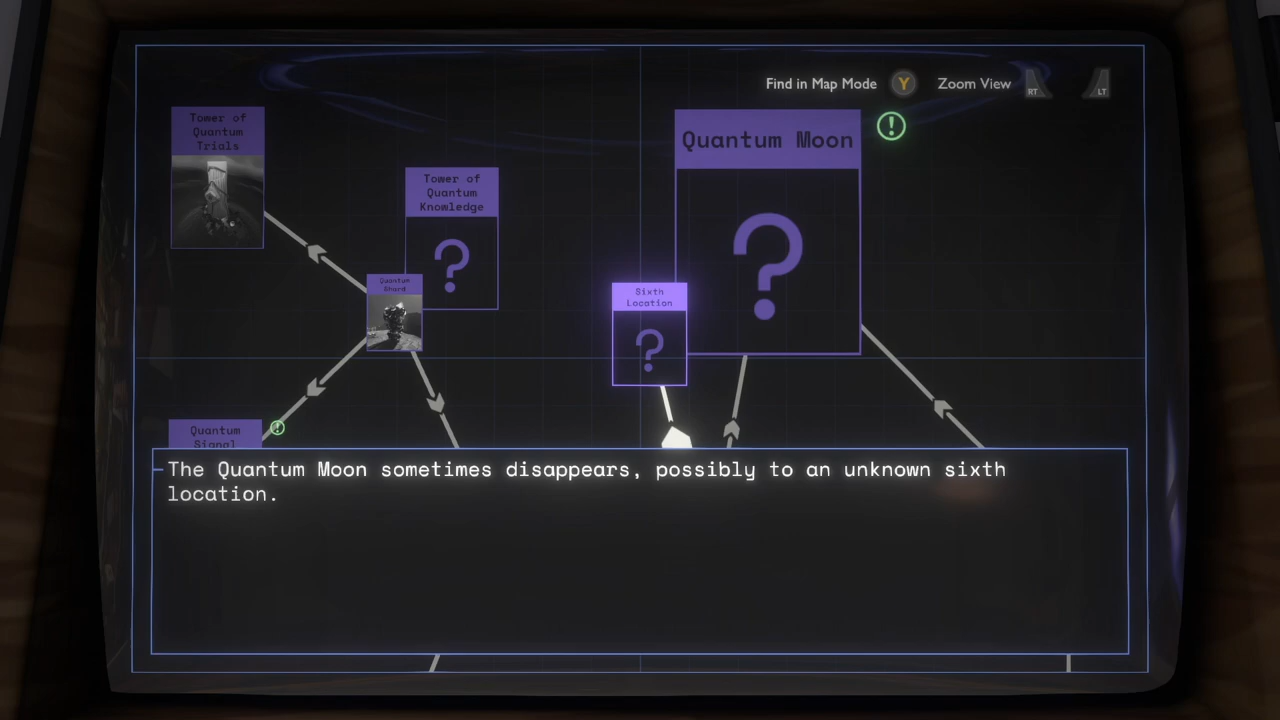 Find in Map Mode Y Zoom View RT LT
Tower of
Quantum
Trials
Tower of
Quantum
Knowledge
Quantum Moon
Quantum
Shard
Sixth
Location
Quantum
Signal
The Quantum Moon sometimes disappears, possibly to an unknown sixth
location.